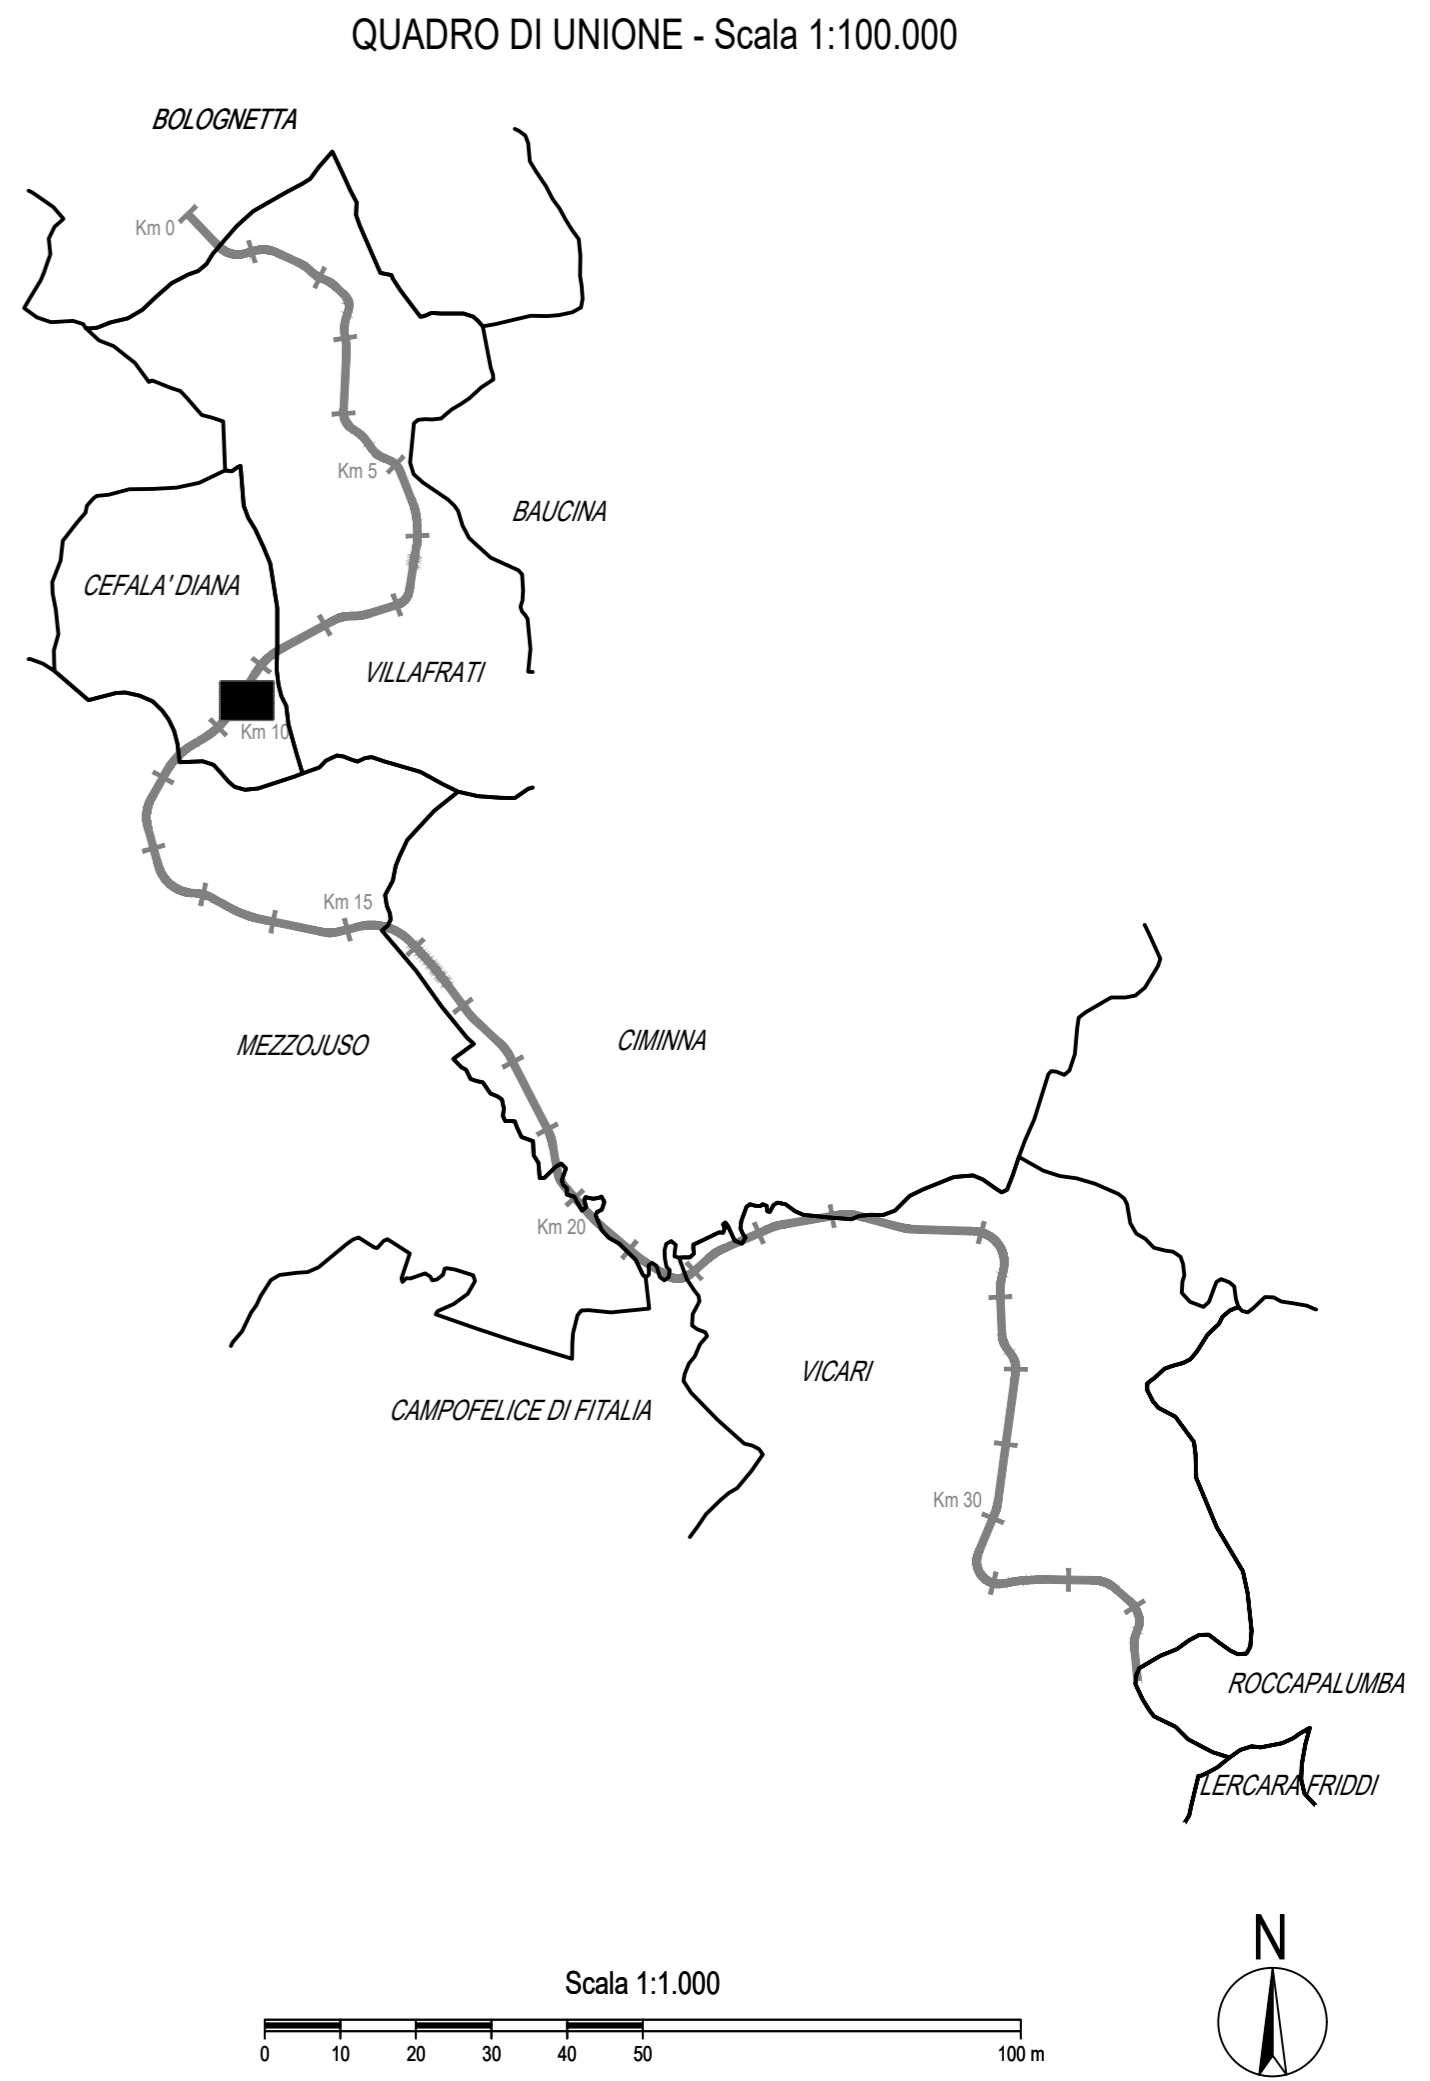 QUADRO DI UNIONE - Scala 1:100.000
BOLOGNETTA
Km 0
Km 5
BAUCINA
CEFALA' DIANA
VILLAFRATI
Km 10
Km 15
MEZZOJUSO
CIMINNA
Km 20
VICARI
CAMPOFELICE DI FITALIA
Km 30
ROCCAPALUMBA
LERCARA FRIDDI
N
Scala 1:1.000
0 10 20 30 40 50 100 m